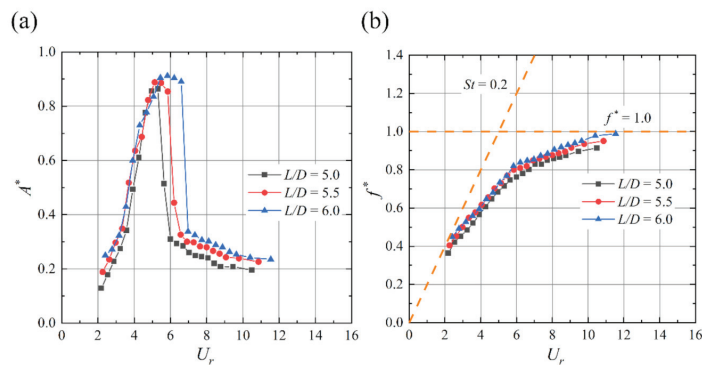 (a)
1.0
0.8
0.6
0.4
0.2
0.0
A*
L/D = 5.0
L/D = 5.5
L/D = 6.0
0 2 4 6 8 10 12 14 16
U_r
(b)
1.4
1.2
1.0
0.8
0.6
0.4
0.2
0.0
f*
St = 0.2
f* = 1.0
L/D = 5.0
L/D = 5.5
L/D = 6.0
0 2 4 6 8 10 12 14 16
U_r